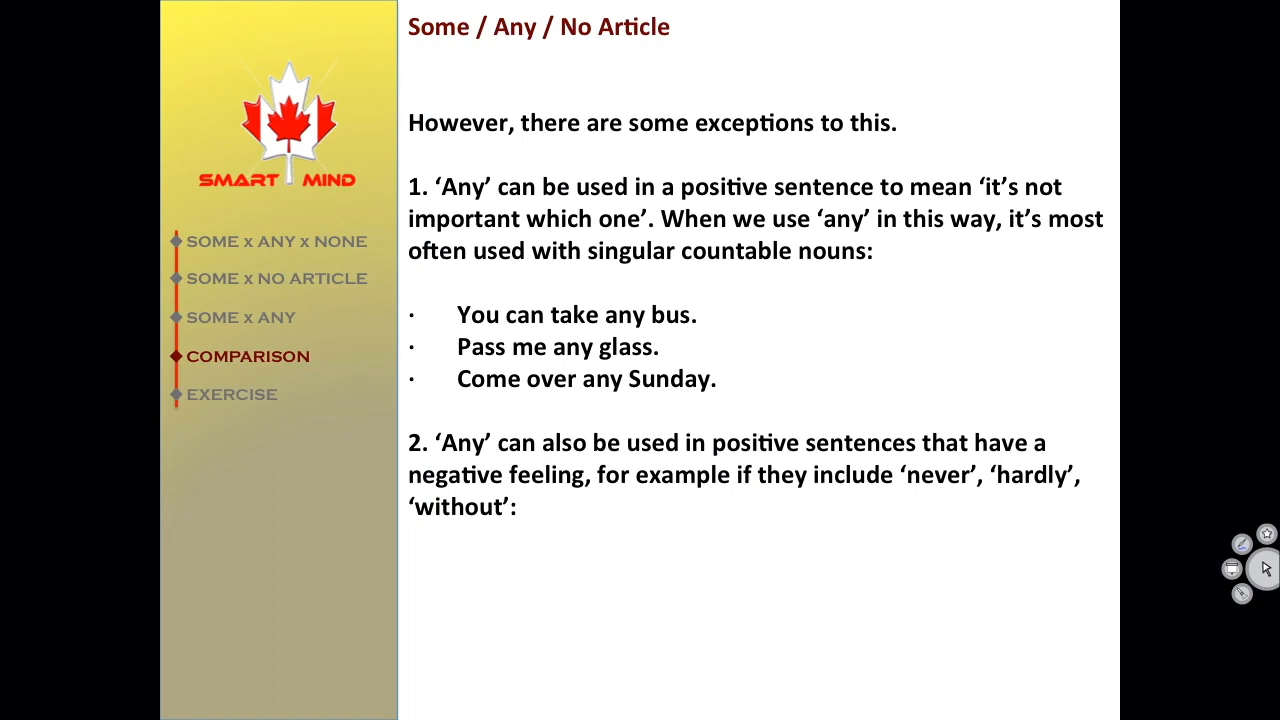 Some / Any / No Article
SMART MIND
SOME x ANY x NONE
SOME x NO ARTICLE
SOME x ANY
COMPARISON
EXERCISE
However, there are some exceptions to this.
1. ‘Any’ can be used in a positive sentence to mean ‘it’s not
important which one’. When we use ‘any’ in this way, it’s most
often used with singular countable nouns:
· You can take any bus.
· Pass me any glass.
· Come over any Sunday.
2. ‘Any’ can also be used in positive sentences that have a
negative feeling, for example if they include ‘never’, ‘hardly’,
‘without’: